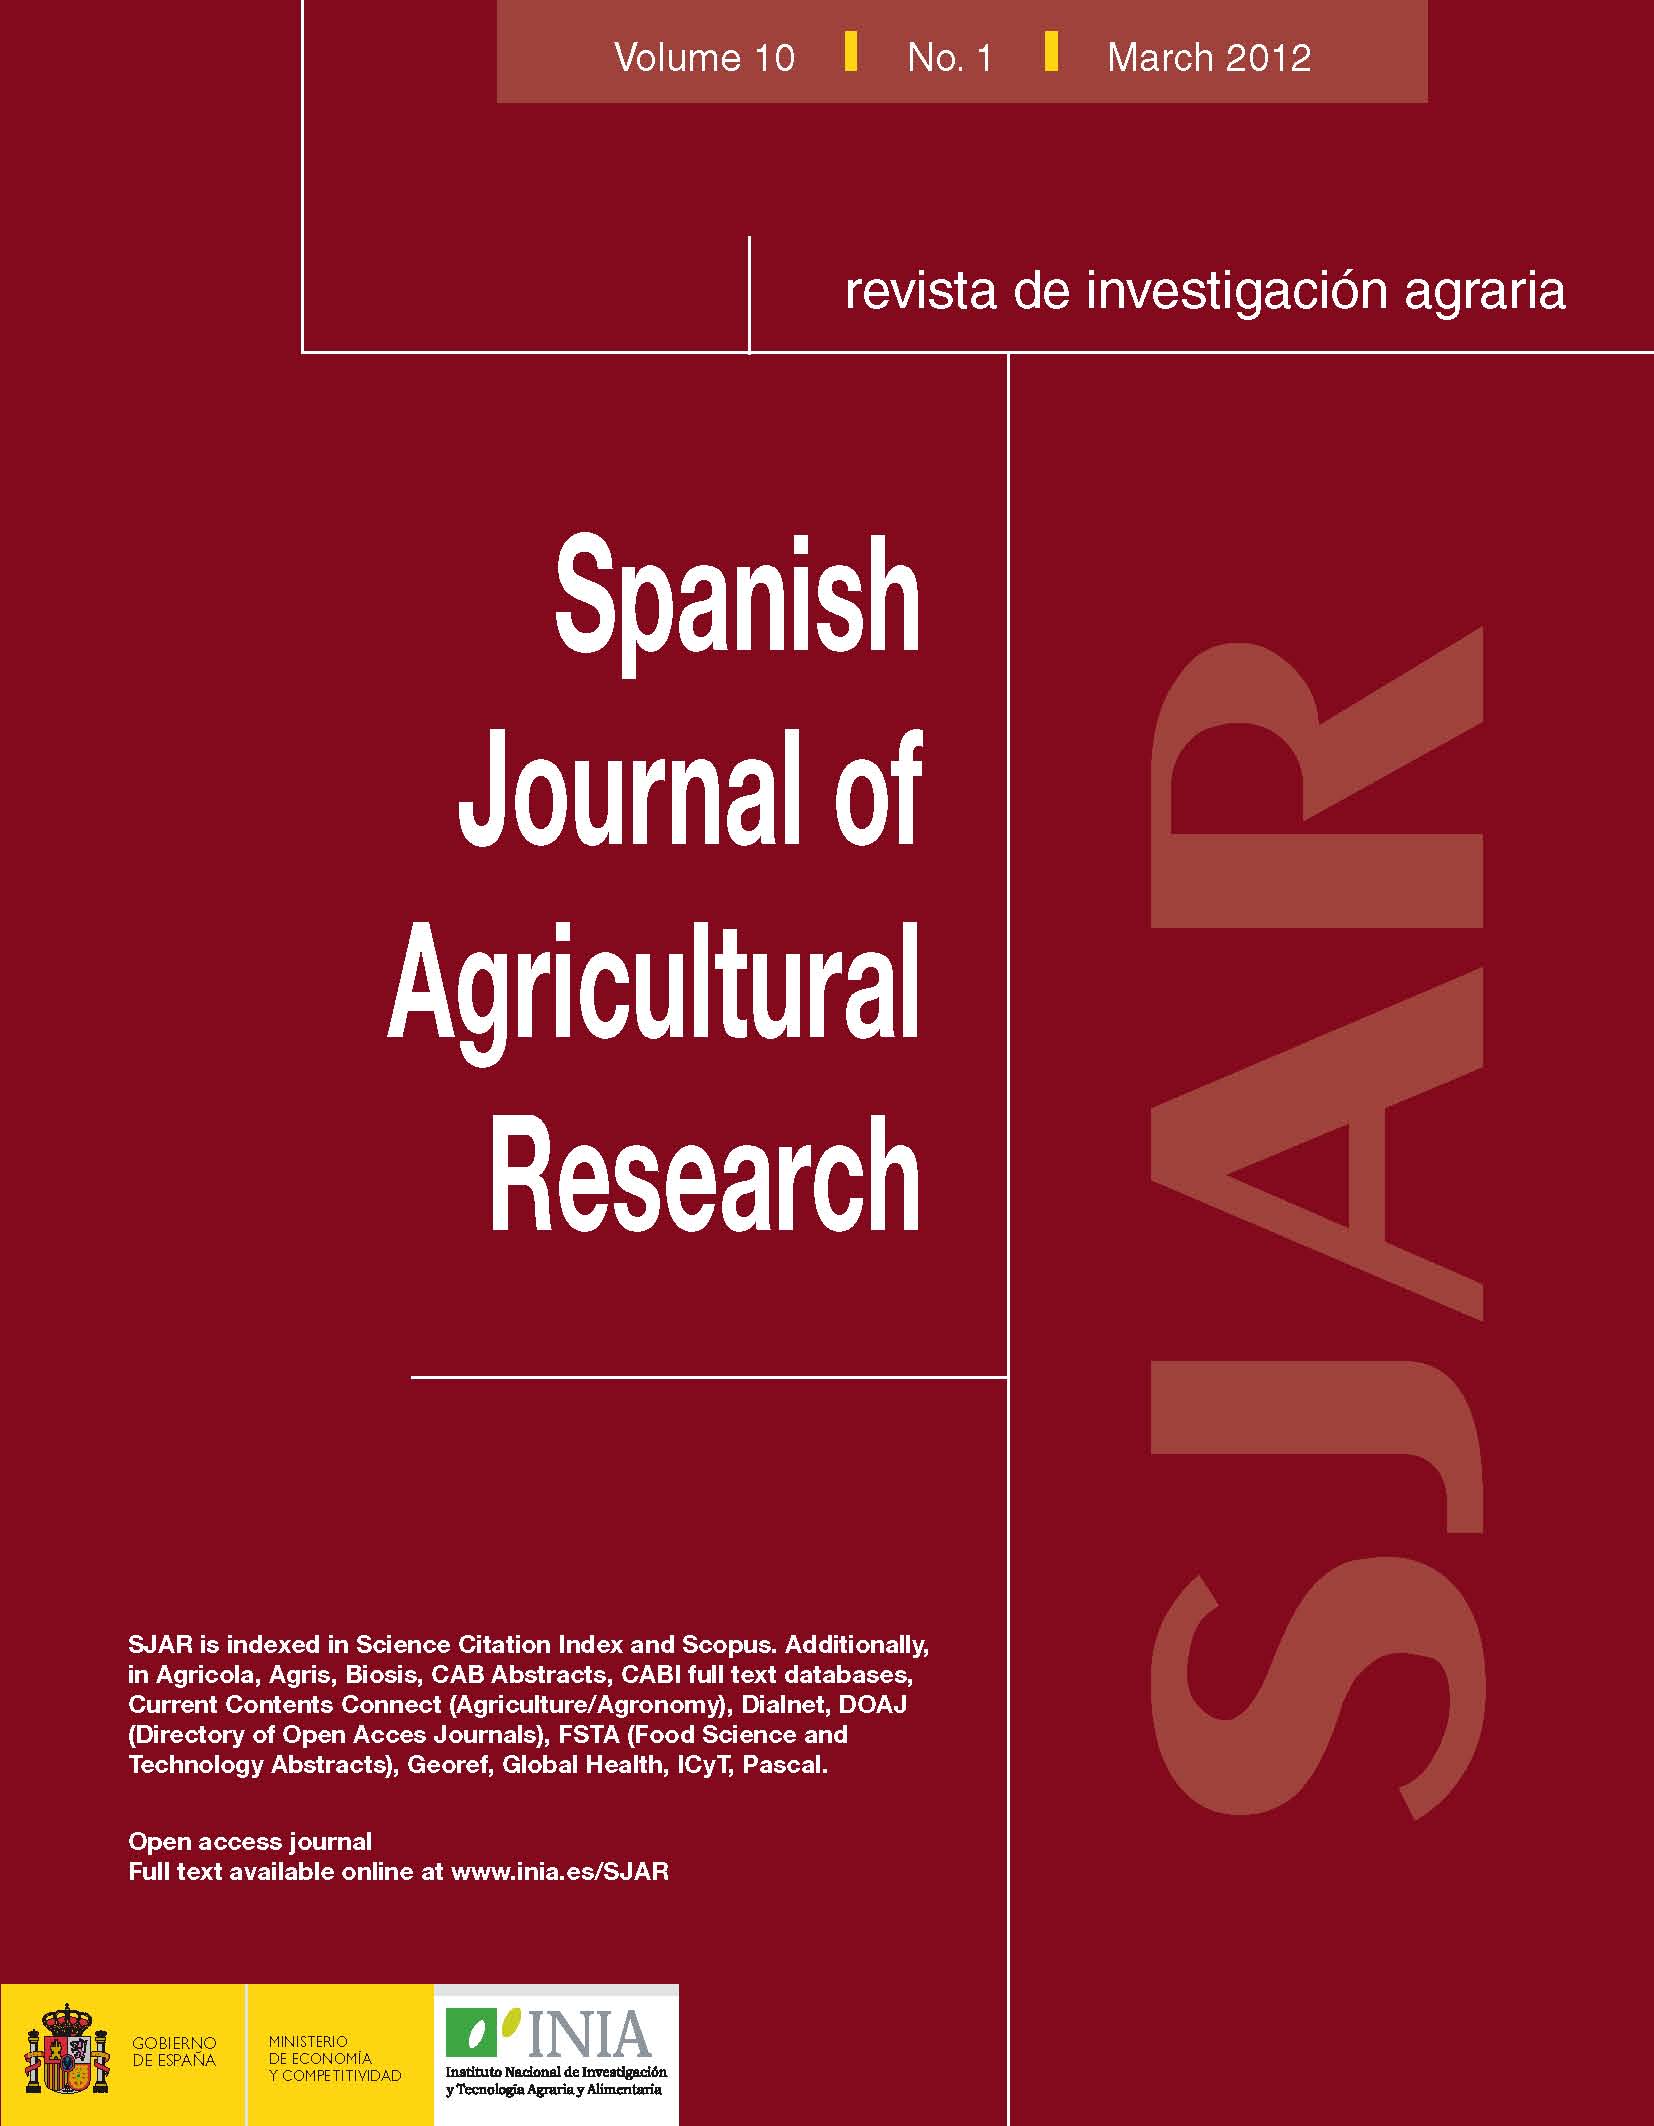 Volume 10 No. 1 March 2012
revista de investigación agraria
Spanish
Journal of
Agricultural
Research
SJAR
SJAR is indexed in Science Citation Index and Scopus. Additionally,
in Agricola, Agris, Biosis, CAB Abstracts, CABI full text databases,
Current Contents Connect (Agriculture/Agronomy), Dialnet, DOAJ
(Directory of Open Acces Journals), FSTA (Food Science and
Technology Abstracts), Georef, Global Health, ICyT, Pascal.
Open access journal
Full text available online at www.inia.es/SJAR
GOBIERNO
DE ESPAÑA
MINISTERIO
DE ECONOMÍA
Y COMPETITIVIDAD
INIA
Instituto Nacional de Investigación
y Tecnología Agraria y Alimentaria